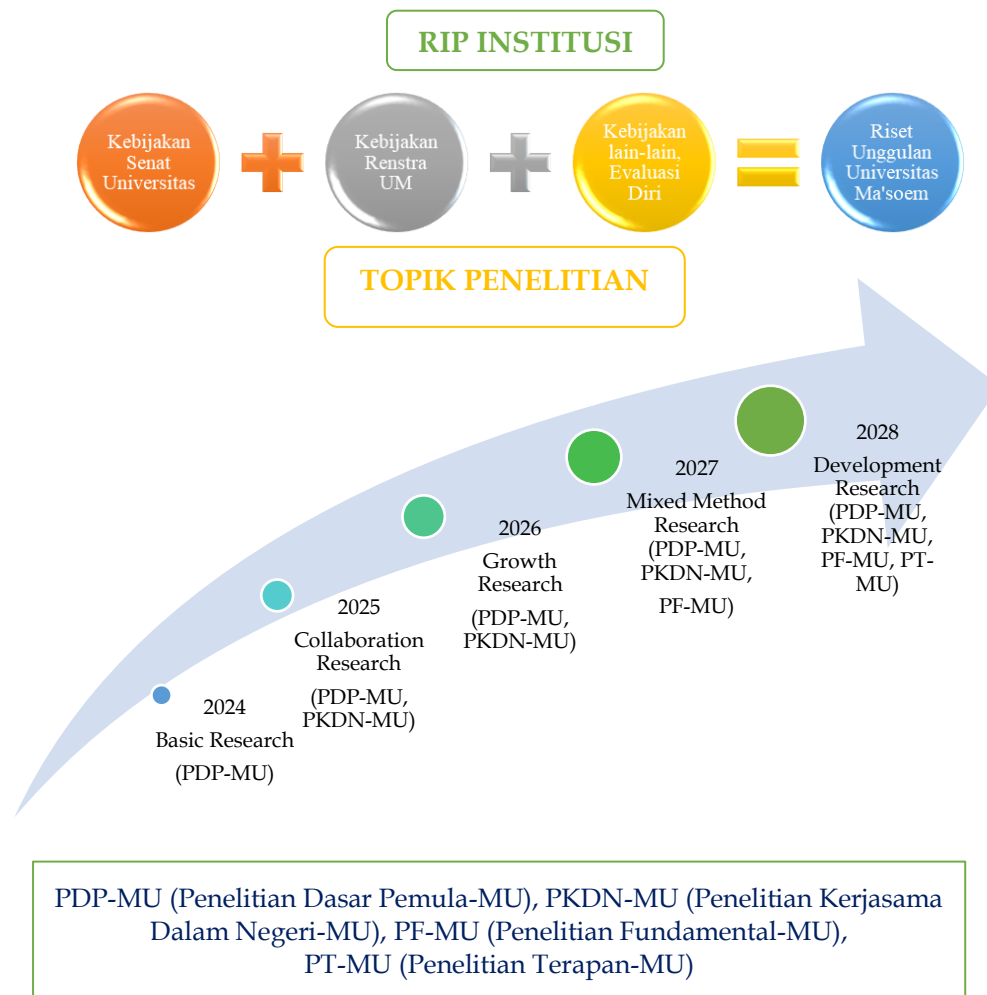 RIP INSTITUSI
Kebijakan
Senat
Universitas
Kebijakan
Renstra
UM
Kebijakan
lain-lain,
Evaluasi
Diri
Riset
Unggulan
Universitas
Ma'soem
TOPIK PENELITIAN
2024
Basic Research
(PDP-MU)
2025
Collaboration
Research
(PDP-MU,
PKDN-MU)
2026
Growth
Research
(PDP-MU,
PKDN-MU)
2027
Mixed Method
Research
(PDP-MU,
PKDN-MU,
PF-MU)
2028
Development
Research
(PDP-MU,
PKDN-MU,
PF-MU, PT-
MU)
PDP-MU (Penelitian Dasar Pemula-MU), PKDN-MU (Penelitian Kerjasama
Dalam Negeri-MU), PF-MU (Penelitian Fundamental-MU),
PT-MU (Penelitian Terapan-MU)